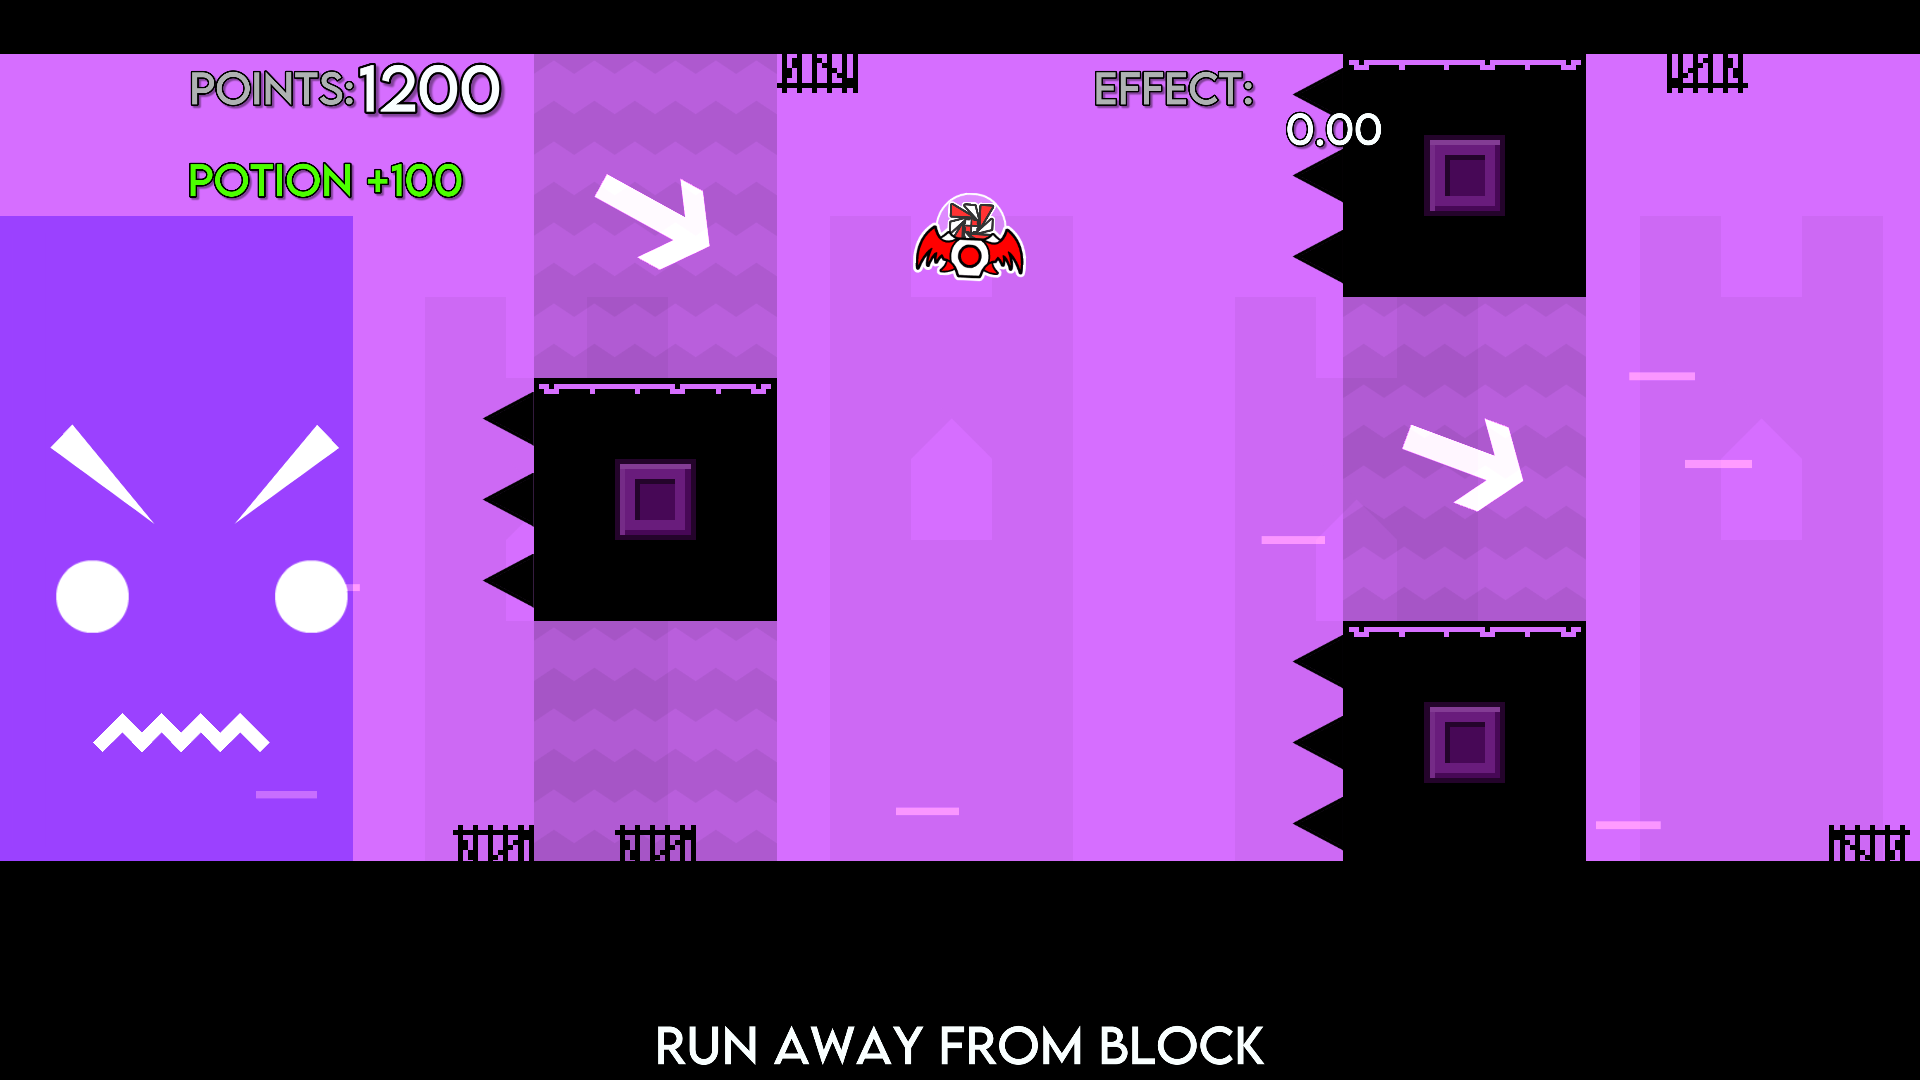 POINTS:1200
EFFECT:
0.00
POTION +100
RUN AWAY FROM BLOCK